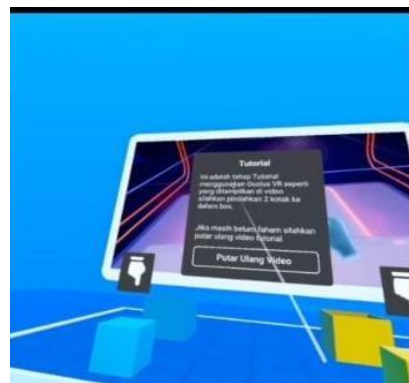 Tutorial
Ini adalah tahap Tutorial
menggunakan Oculus VR seperti
yang ditampilkan di video
silahkan pindahkan 2 kotak ke
dalam box.
Jika masih belum faham silahkan
putar ulang video tutorial
Putar Ulang Video